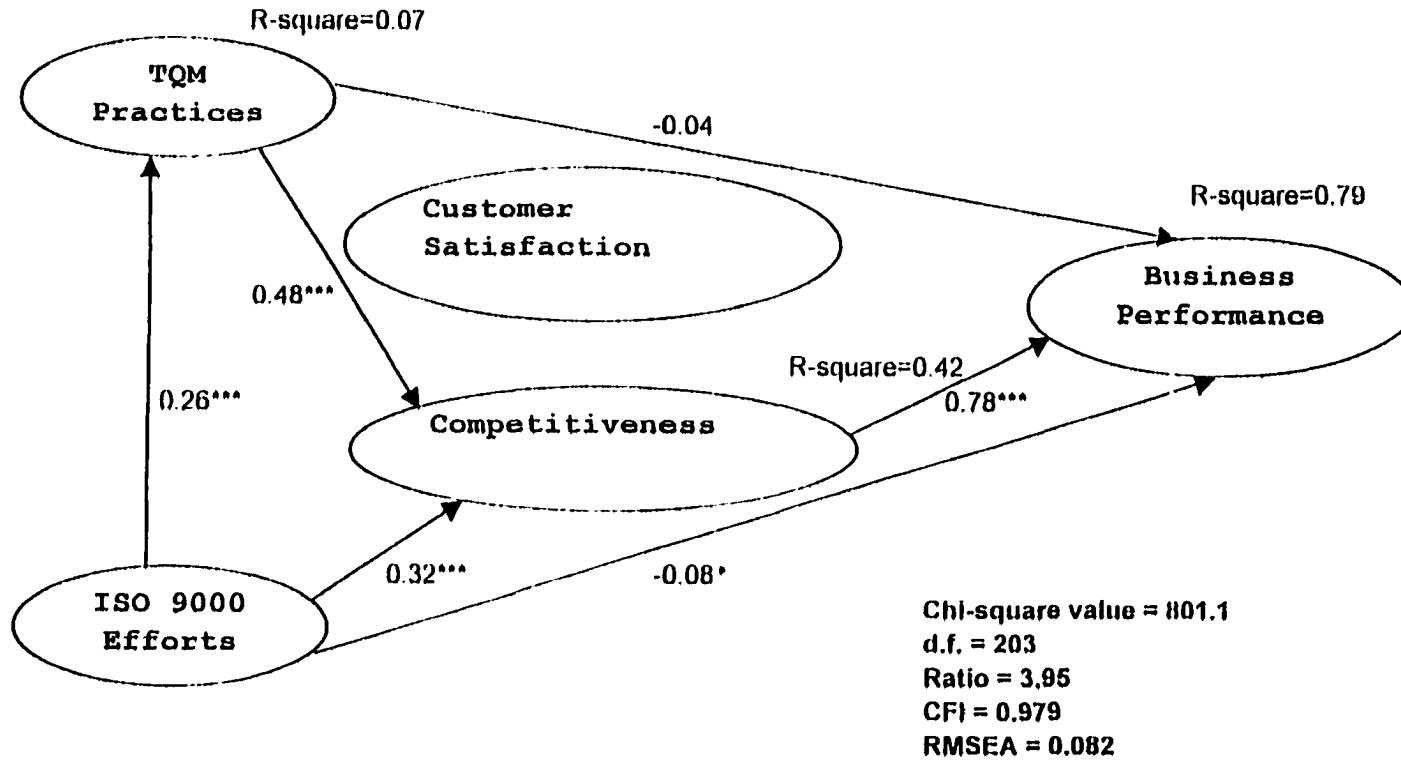 R-square=0.07
TQM
Practices
-0.04
Customer
Satisfaction
R-square=0.79
Business
Performance
0.48***
R-square=0.42
0.26***
0.78***
Competitiveness
0.32***
-0.08*
ISO 9000
Efforts
Chi-square value = 801.1
d.f. = 203
Ratio = 3.95
CFI = 0.979
RMSEA = 0.082